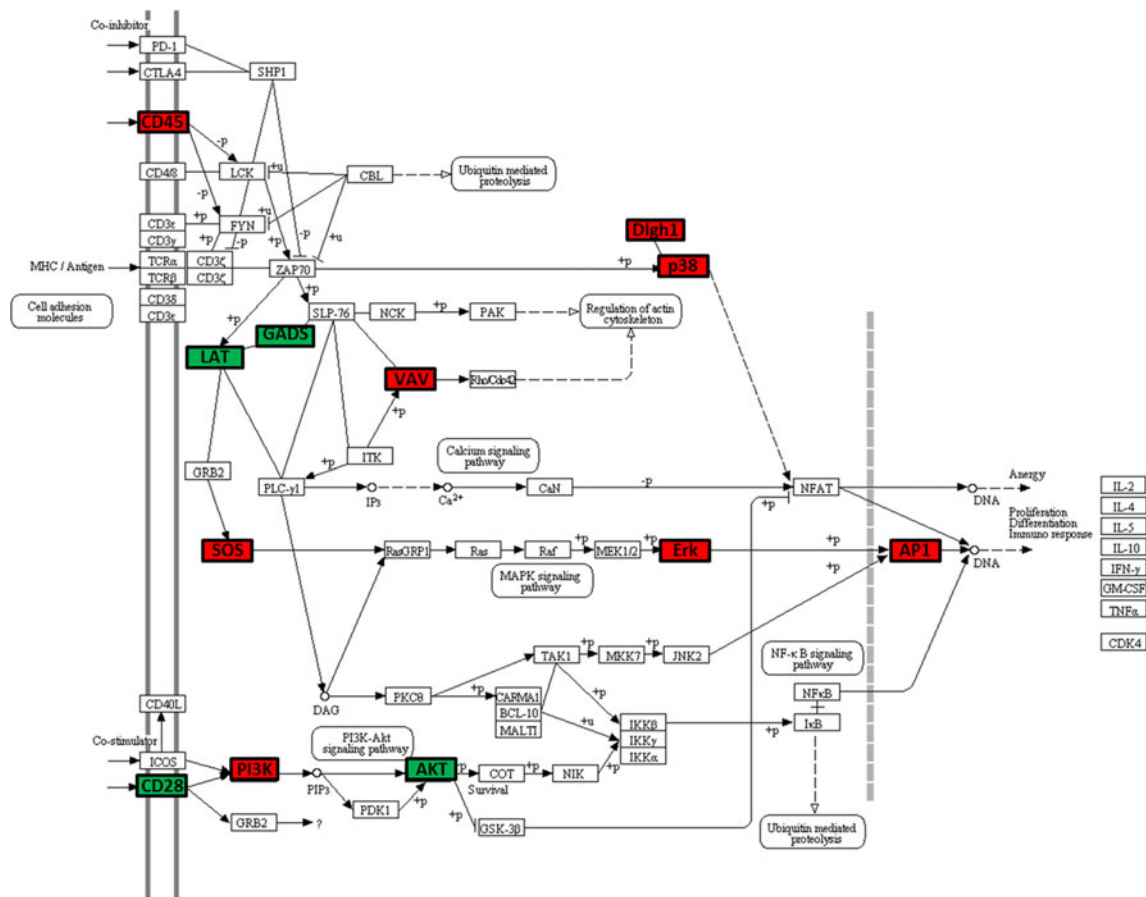 Co-inhibitor
PD-1
CTLA4
SHP1
CD45
-p
CD4/8
LCK
+u
CBL
Ubiquitin mediated
proteolysis
-p
CD3ε
+p
FYN
+u
CD3γ
+p
-p
+p
-p
+u
Dlgh1
MHC / Antigen
TCRα
CD3ζ
TCRβ
CD3ζ
ZAP70
+p
p38
Cell adhesion
molecules
CD3δ
CD3ε
+p
+p
SLP-76
NCK
+p
PAK
Regulation of actin
cytoskeleton
GADS
LAT
VAV
Rho/Cdc42
+p
ITK
+p
Calcium signaling
pathway
GRB2
PLC-γ1
IP3
Ca2+
CaN
-p
NFAT
+p
DNA
Anergy
Proliferation
Differentiation
Immuno response
SOS
RasGRP1
Ras
Raf
+p
MEK1/2
+p
Erk
+p
+p
AP1
DNA
MAPK signaling
pathway
IL-2
IL-4
IL-5
IL-10
IFN-γ
GM-CSF
TNFα
CDK4
TAK1
+p
MKK7
+p
JNK2
NF-κB signaling
pathway
DAG
PKCθ
+p
CARMA1
BCL-10
MALT1
+p
+u
IKKβ
IKKγ
IKKα
+p
NFκB
IκB
CD40L
Co-stimulator
ICOS
CD28
PI3K
PIP3
PI3K-Akt
signaling pathway
AKT
+p
COT
+p
NIK
+p
Survival
PDK1
+p
+p
GSK-3β
GRB2
?
Ubiquitin mediated
proteolysis